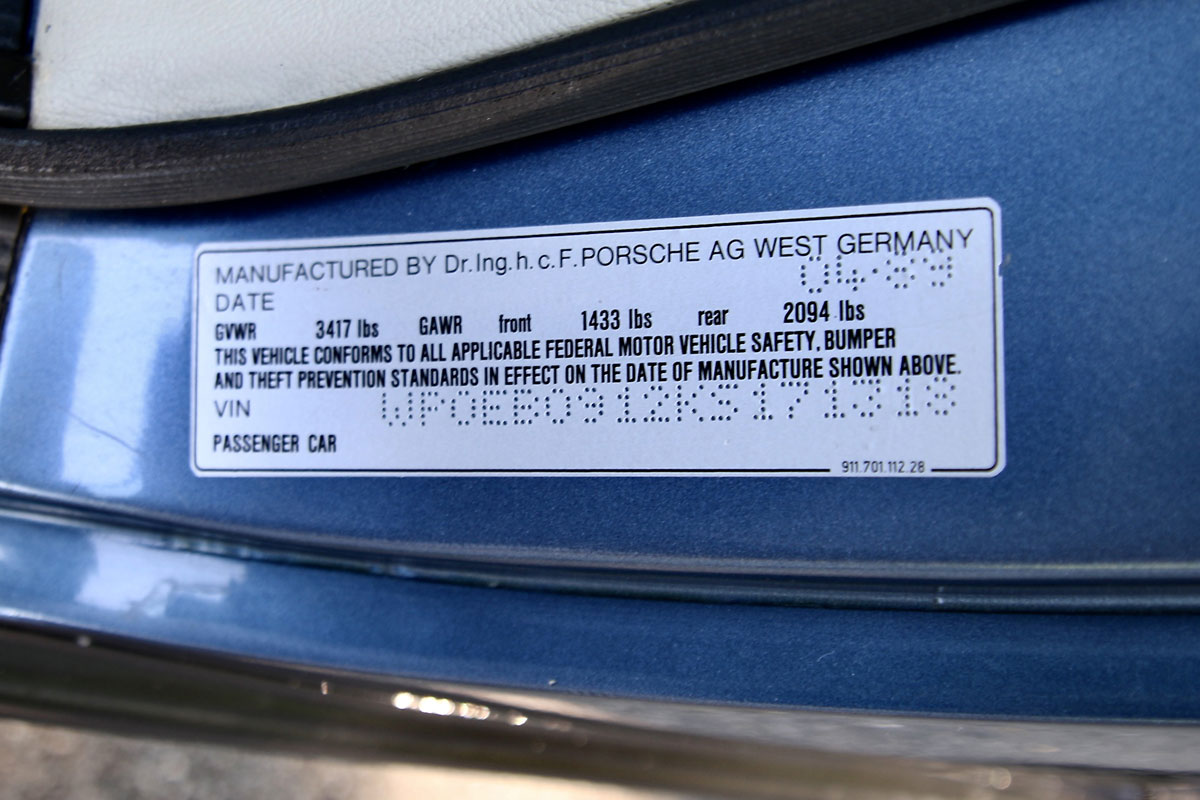 MANUFACTURED BY Dr.Ing.h.c.F.PORSCHE AG WEST GERMANY
DATE 04·89
GVWR 3417 lbs GAWR front 1433 lbs rear 2094 lbs
THIS VEHICLE CONFORMS TO ALL APPLICABLE FEDERAL MOTOR VEHICLE SAFETY, BUMPER
AND THEFT PREVENTION STANDARDS IN EFFECT ON THE DATE OF MANUFACTURE SHOWN ABOVE.
VIN WP0EB0912KS171318
PASSENGER CAR
911.701.112.28